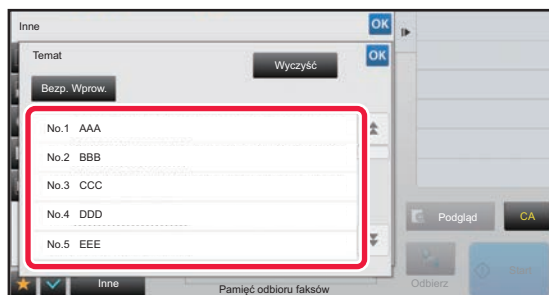 Inne
OK
Temat
Wyczyść
OK
Bezp. Wprow.
No.1 AAA
No.2 BBB
No.3 CCC
No.4 DDD
No.5 EEE
Podgląd
CA
Inne
Pamięć odbioru faksów
Odbierz
Start